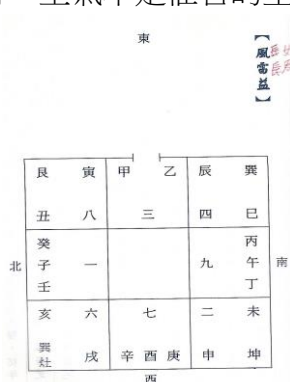 東
【風雷益】
艮 寅 甲 乙 辰 巽
丑 八 三 四 巳
癸 丙
北 子 一 九 午 南
壬 丁
亥 六 七 二 未
巽
灶 戌 辛 酉 庚 申 坤
西